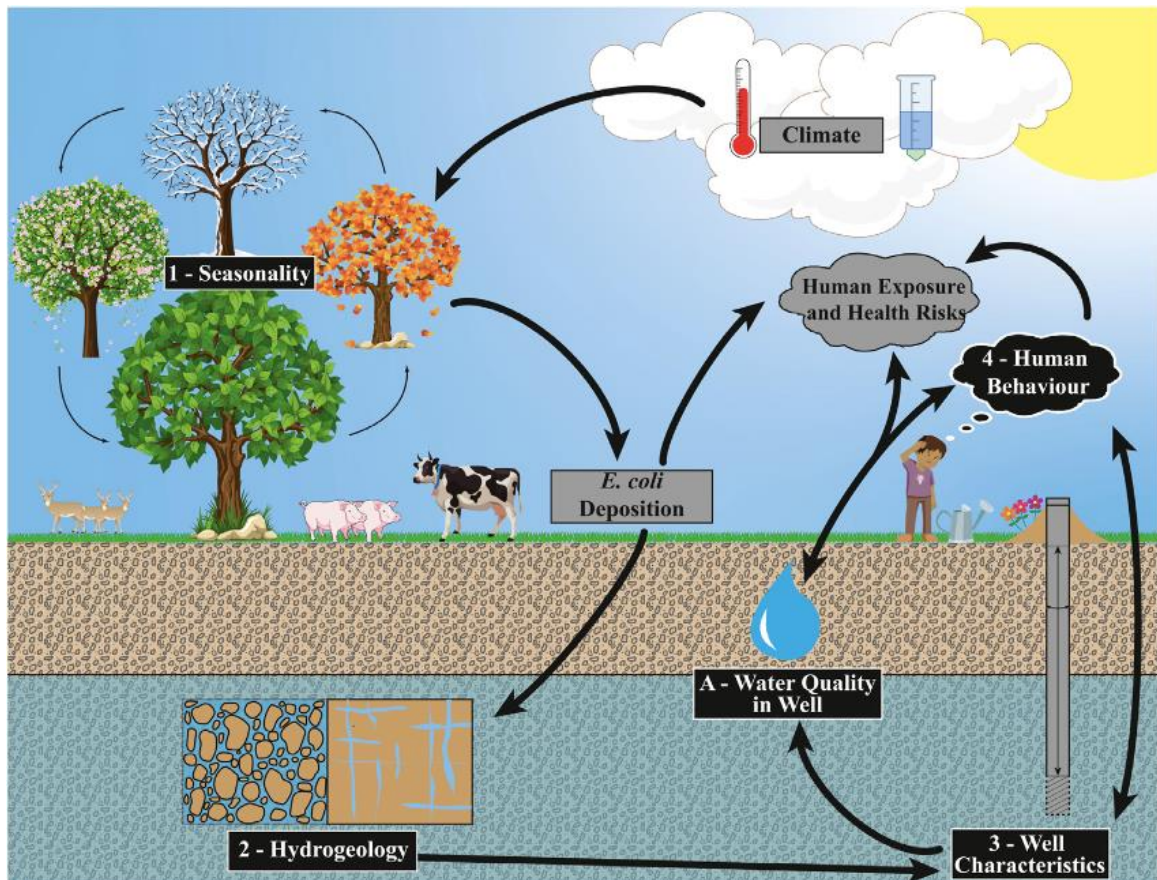 Climate
1 - Seasonality
Human Exposure
and Health Risks
4 - Human
Behaviour
E. coli
Deposition
A - Water Quality
in Well
2 - Hydrogeology
3 - Well
Characteristics